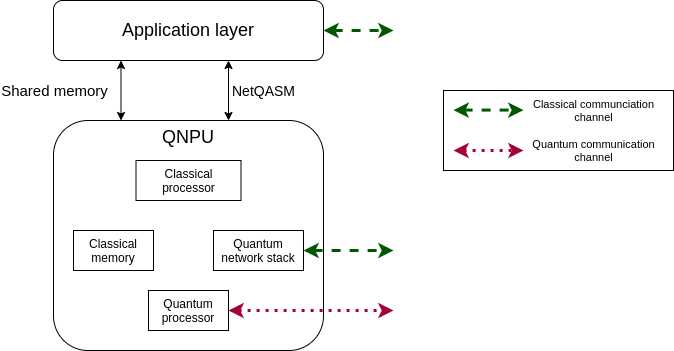 Application layer
Shared memory
NetQASM
QNPU
Classical
processor
Classical
memory
Quantum
network stack
Quantum
processor
Classical communciation
channel
Quantum communication
channel